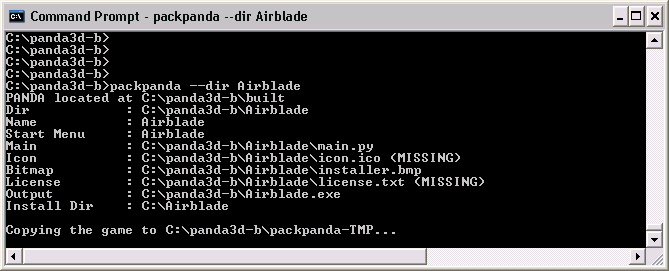 Command Prompt - packpanda --dir Airblade
C:\panda3d-b>
C:\panda3d-b>
C:\panda3d-b>
C:\panda3d-b>
C:\panda3d-b>packpanda --dir Airblade
PANDA located at C:\panda3d-b\built
Dir             : C:\panda3d-b\Airblade
Name            : Airblade
Start Menu      : Airblade
Main            : C:\panda3d-b\Airblade\main.py
Icon            : C:\panda3d-b\Airblade\icon.ico (MISSING)
Bitmap          : C:\panda3d-b\Airblade\installer.bmp
License         : C:\panda3d-b\Airblade\license.txt (MISSING)
Output          : C:\panda3d-b\Airblade.exe
Install Dir     : C:\Airblade
Copying the game to C:\panda3d-b\packpanda-TMP...